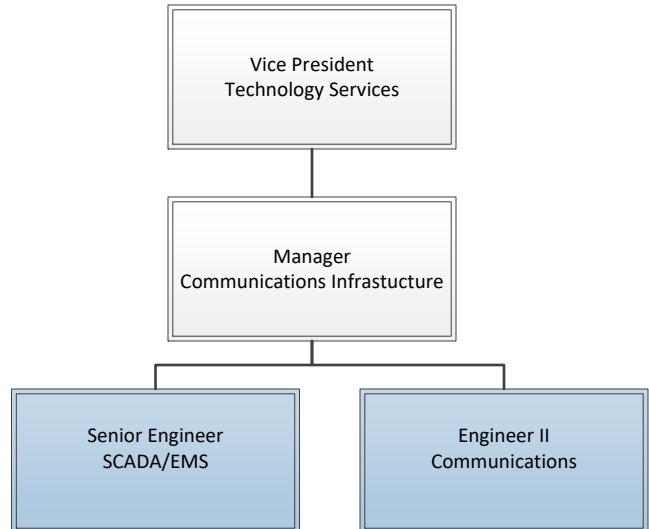 Vice President
Technology Services
Manager
Communications Infrastucture
Senior Engineer
SCADA/EMS
Engineer II
Communications